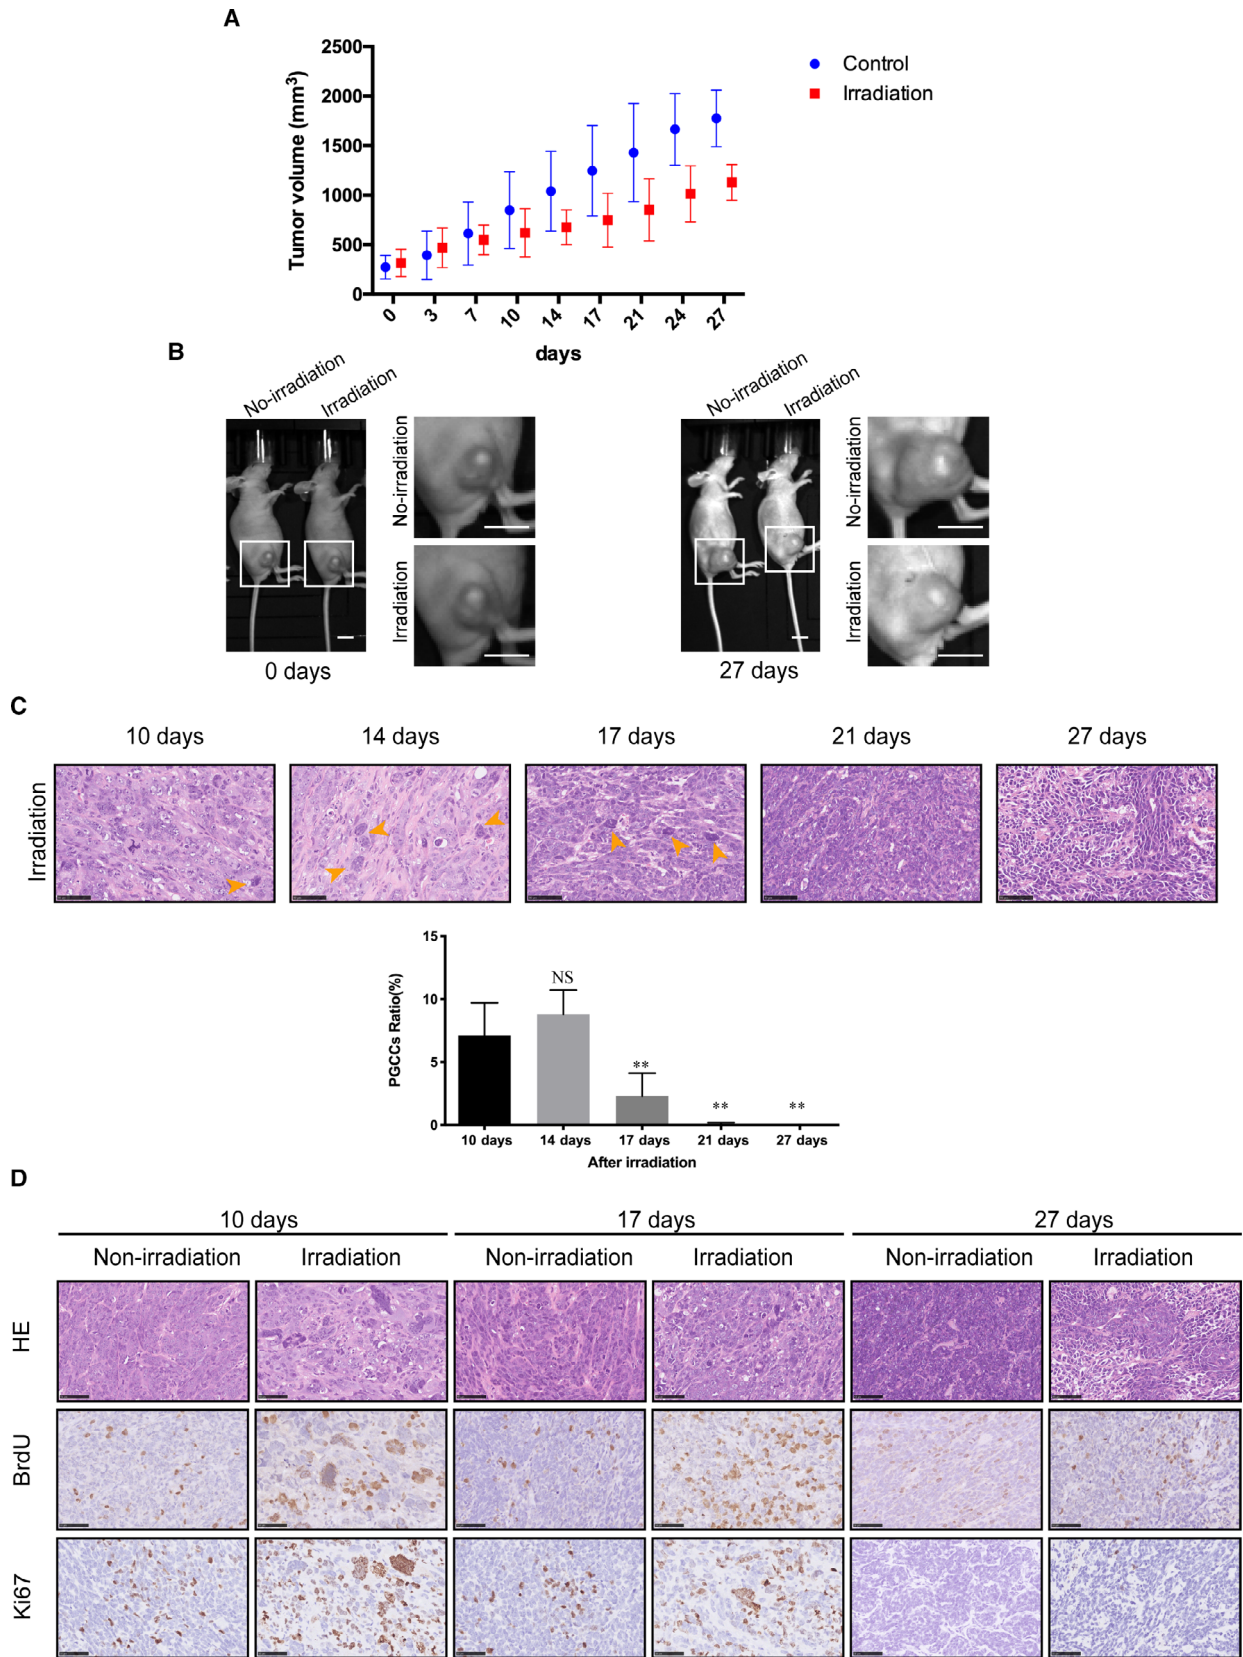 A
2500
2000
1500
1000
500
0
Tumor volume (mm³)
0 3 7 10 14 17 21 24 27
days
Control
Irradiation
B
No-irradiation
Irradiation
No-irradiation
Irradiation
0 days
No-irradiation
Irradiation
No-irradiation
Irradiation
27 days
C
10 days 14 days 17 days 21 days 27 days
Irradiation
15
10
5
0
PGCCs Ratio(%)
NS
**
** **
10 days 14 days 17 days 21 days 27 days
After irradiation
D
10 days 17 days 27 days
Non-irradiation Irradiation Non-irradiation Irradiation Non-irradiation Irradiation
HE
BrdU
Ki67